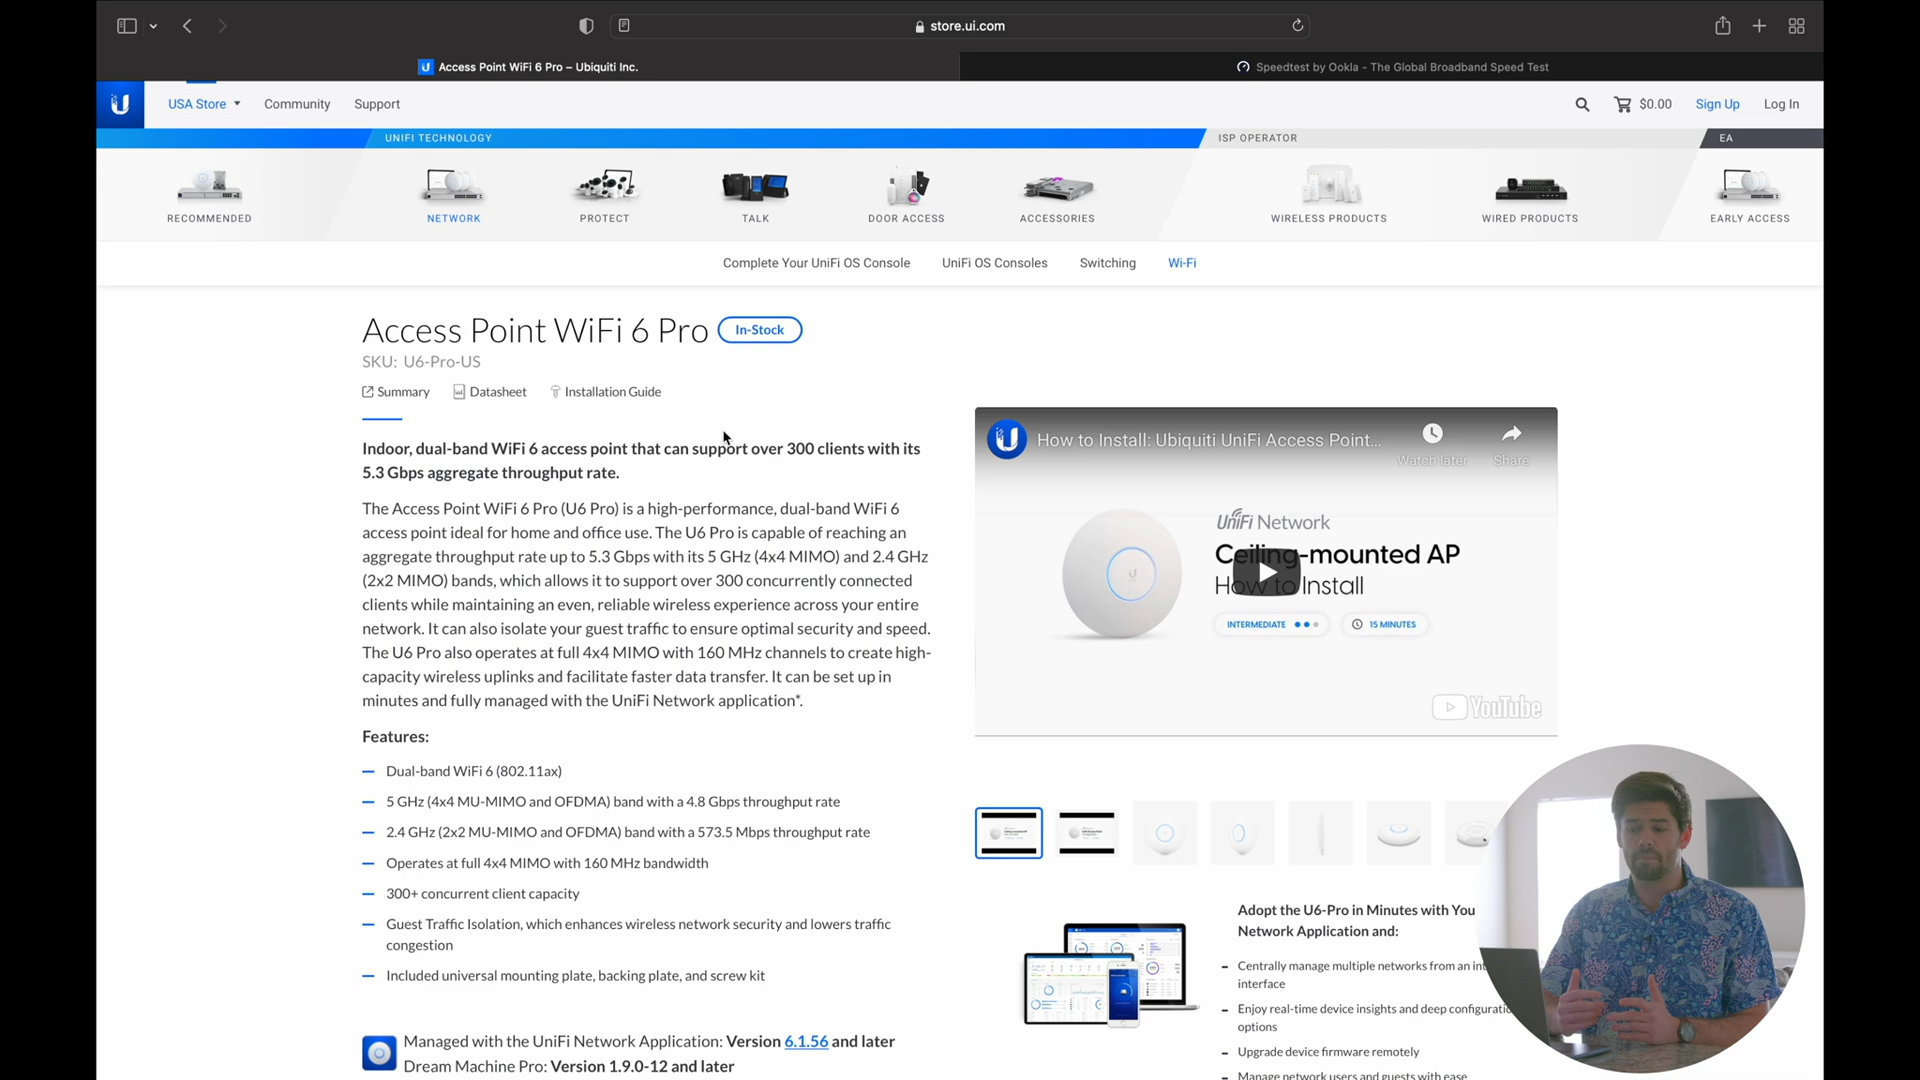 store.ui.com
Access Point WiFi 6 Pro – Ubiquiti Inc.
Speedtest by Ookla - The Global Broadband Speed Test
USA Store
Community
Support
$0.00
Sign Up
Log In
UNIFI TECHNOLOGY
ISP OPERATOR
EA
RECOMMENDED
NETWORK
PROTECT
TALK
DOOR ACCESS
ACCESSORIES
WIRELESS PRODUCTS
WIRED PRODUCTS
EARLY ACCESS
Complete Your UniFi OS Console
UniFi OS Consoles
Switching
Wi-Fi
Access Point WiFi 6 Pro
In-Stock
SKU: U6-Pro-US
Summary
Datasheet
Installation Guide
Indoor, dual-band WiFi 6 access point that can support over 300 clients with its
5.3 Gbps aggregate throughput rate.
The Access Point WiFi 6 Pro (U6 Pro) is a high-performance, dual-band WiFi 6
access point ideal for home and office use. The U6 Pro is capable of reaching an
aggregate throughput rate up to 5.3 Gbps with its 5 GHz (4x4 MIMO) and 2.4 GHz
(2x2 MIMO) bands, which allows it to support over 300 concurrently connected
clients while maintaining an even, reliable wireless experience across your entire
network. It can also isolate your guest traffic to ensure optimal security and speed.
The U6 Pro also operates at full 4x4 MIMO with 160 MHz channels to create high-
capacity wireless uplinks and facilitate faster data transfer. It can be set up in
minutes and fully managed with the UniFi Network application*.
Features:
Dual-band WiFi 6 (802.11ax)
5 GHz (4x4 MU-MIMO and OFDMA) band with a 4.8 Gbps throughput rate
2.4 GHz (2x2 MU-MIMO and OFDMA) band with a 573.5 Mbps throughput rate
Operates at full 4x4 MIMO with 160 MHz bandwidth
300+ concurrent client capacity
Guest Traffic Isolation, which enhances wireless network security and lowers traffic
congestion
Included universal mounting plate, backing plate, and screw kit
Managed with the UniFi Network Application: Version 6.1.56 and later
Dream Machine Pro: Version 1.9.0-12 and later
How to Install: Ubiquiti UniFi Access Point...
Watch later
Share
UniFi Network
Ceiling-mounted AP
How to Install
INTERMEDIATE
15 MINUTES
YouTube
Adopt the U6-Pro in Minutes with You
Network Application and:
Centrally manage multiple networks from an int
interface
Enjoy real-time device insights and deep configuratio
options
Upgrade device firmware remotely
Manage network users and guests with ease